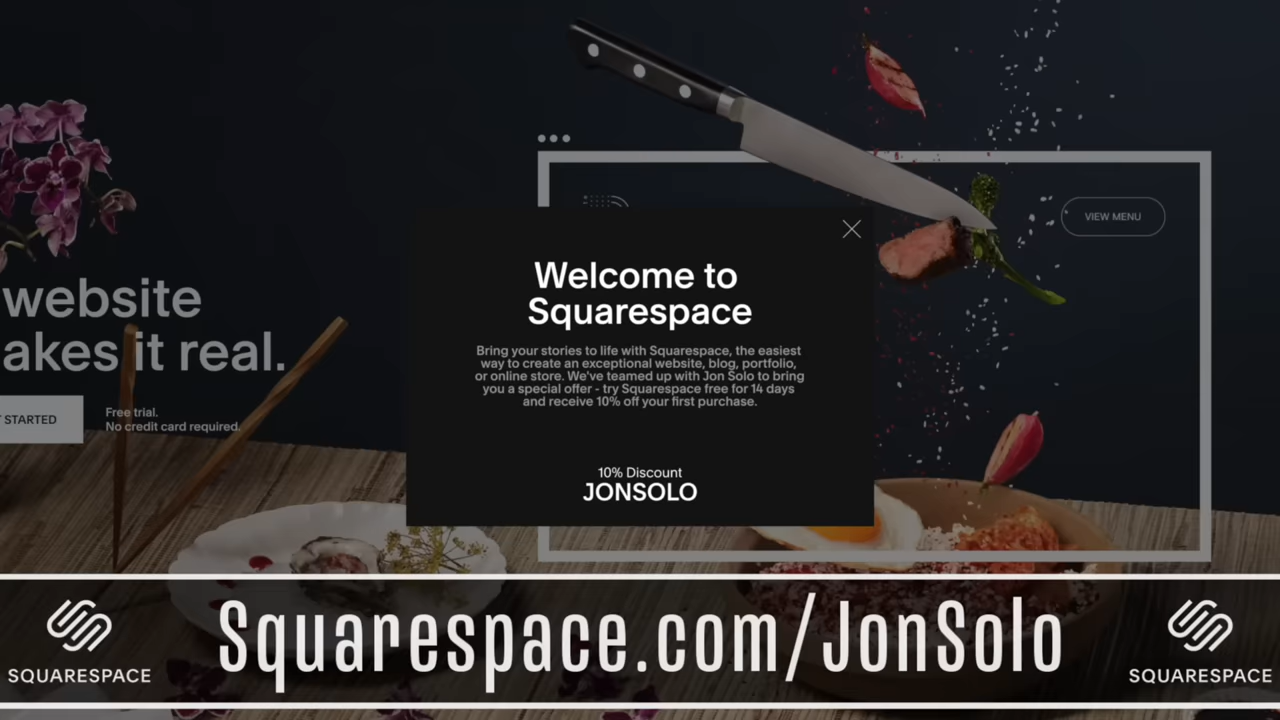 VIEW MENU
website
akes it real.
STARTED
Free trial.
No credit card required.
Welcome to
Squarespace
Bring your stories to life with Squarespace, the easiest
way to create an exceptional website, blog, portfolio,
or online store. We've teamed up with Jon Solo to bring
you a special offer - try Squarespace free for 14 days
and receive 10% off your first purchase.
10% Discount
JONSOLO
Squarespace.com/JonSolo
SQUARESPACE
SQUARESPACE